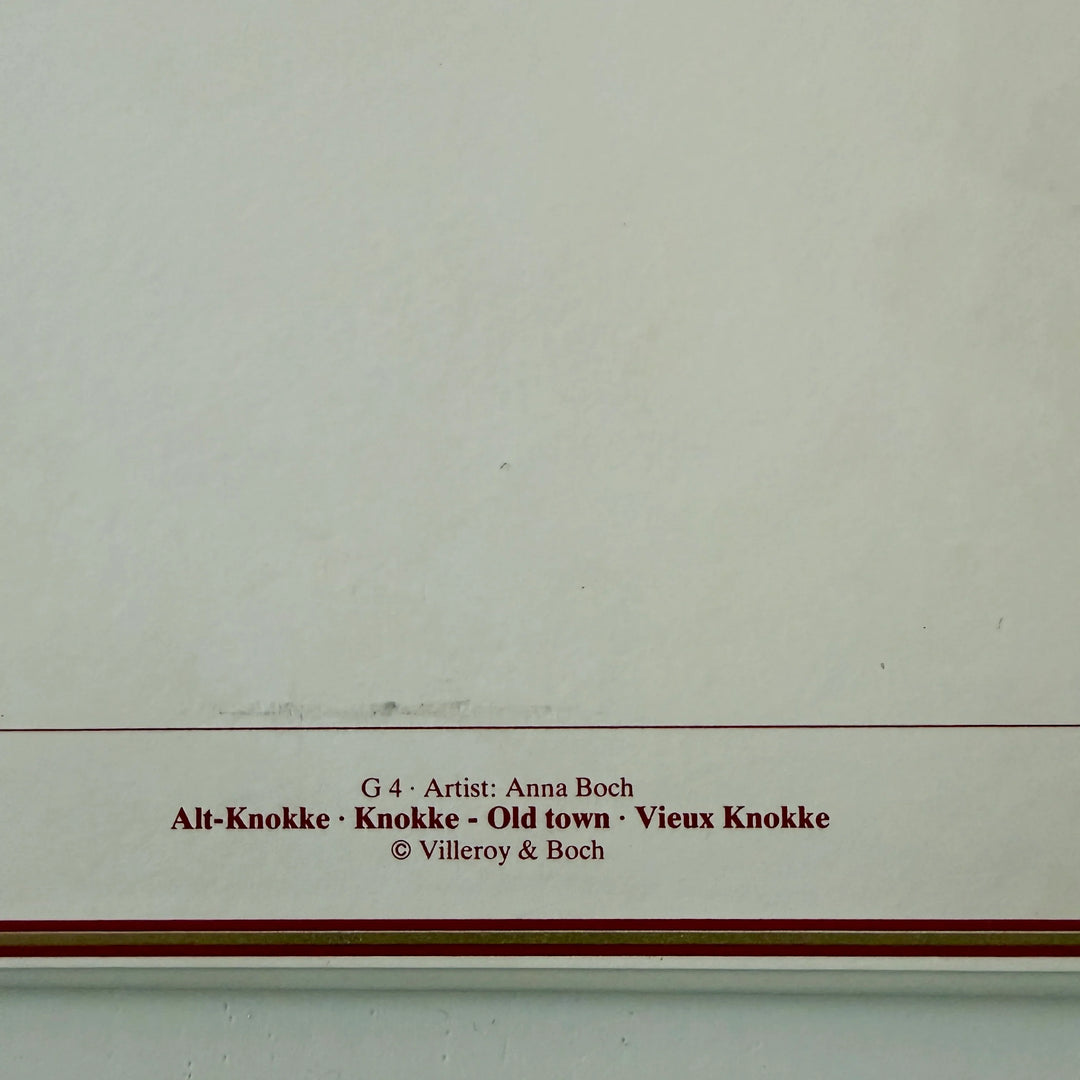 G 4 · Artist: Anna Boch
Alt-Knokke · Knokke - Old town · Vieux Knokke
© Villeroy & Boch